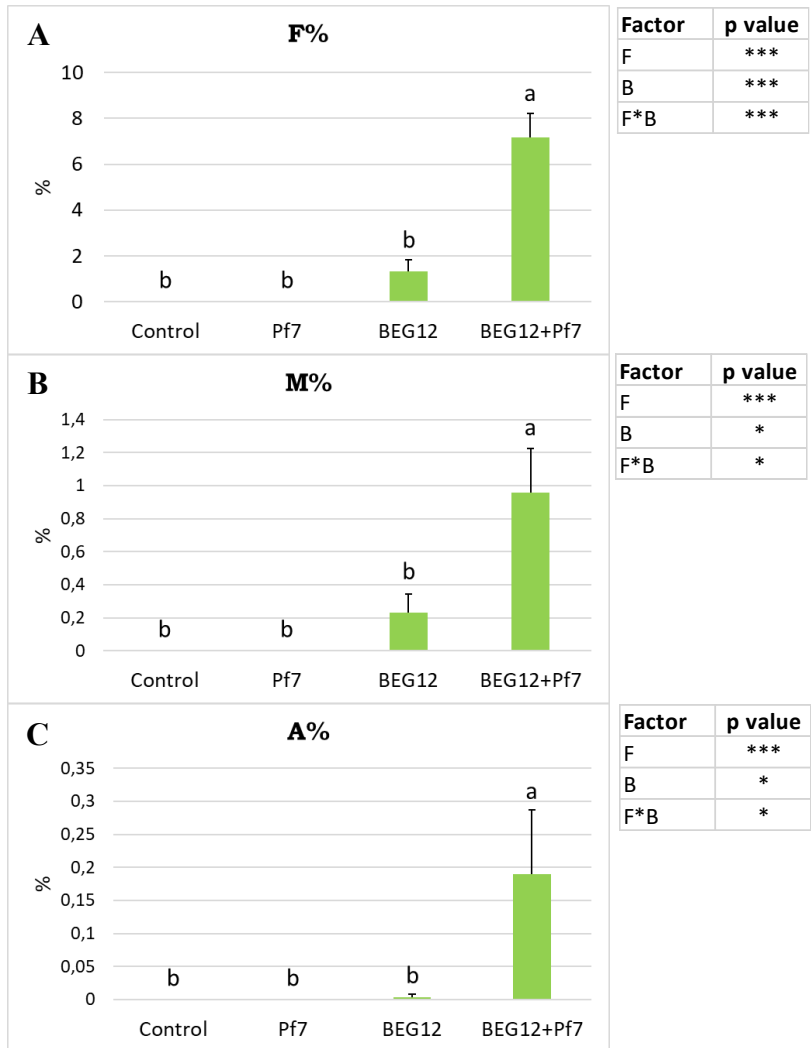 A
F%
10
8
6
4
2
0
%
b
b
b
a
Control Pf7 BEG12 BEG12+Pf7
Factor p value
F ***
B ***
F*B ***
B
M%
1,4
1,2
1
0,8
0,6
0,4
0,2
0
%
b
b
b
a
Control Pf7 BEG12 BEG12+Pf7
Factor p value
F ***
B *
F*B *
C
A%
0,35
0,3
0,25
0,2
0,15
0,1
0,05
0
%
b
b
b
a
Control Pf7 BEG12 BEG12+Pf7
Factor p value
F ***
B *
F*B *